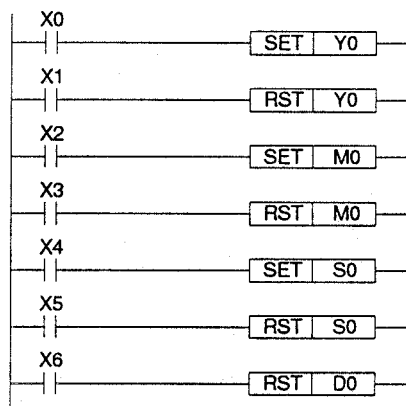 X0
SET Y0
X1
RST Y0
X2
SET M0
X3
RST M0
X4
SET S0
X5
RST S0
X6
RST D0